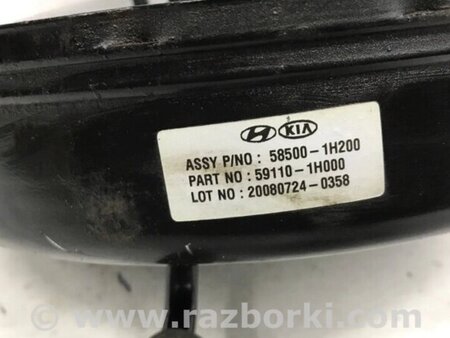 KIA
ASSY P/NO : 58500-1H200
PART NO : 59110-1H000
LOT NO : 20080724-0358
© www.razborki.com